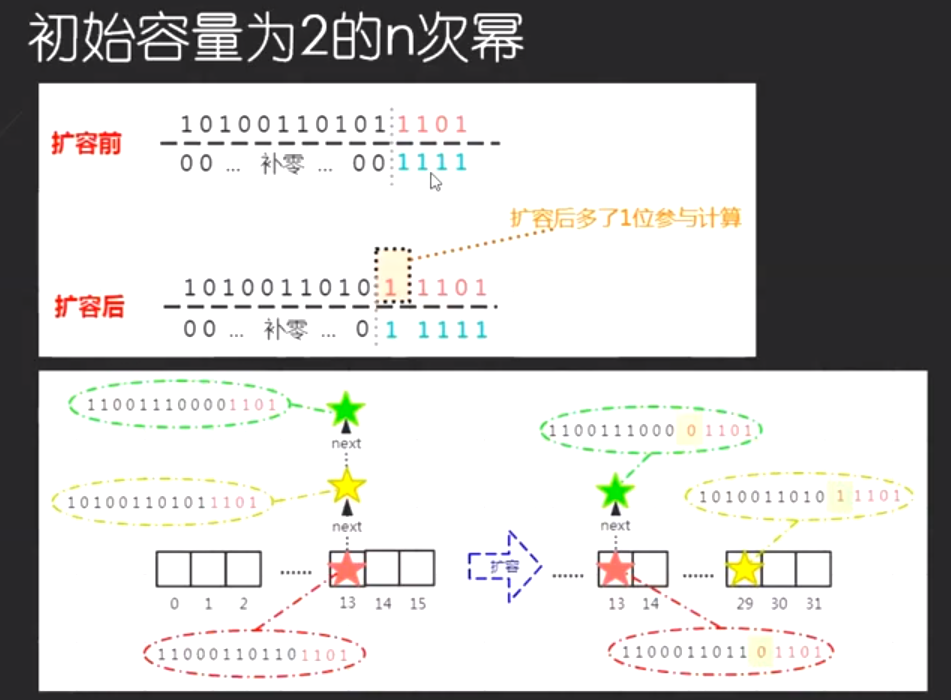 初始容量为2的n次幂
101001101011101
扩容前
00 … 补零 … 00 1111
扩容后多了1位参与计算
1010011010 1 1101
扩容后
00 … 补零 … 0 1 1111
110011100001101
next
1100111000 0 1101
101001101011101
next
next
1010011010 1 1101
...... 扩容 ...... ......
0 1 2 13 14 15 13 14 29 30 31
110001101101101
1100011011 0 1101